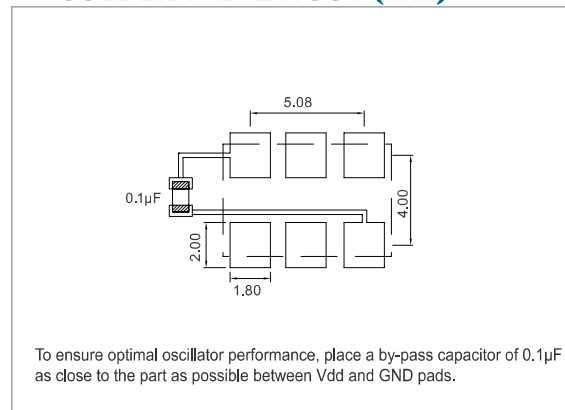 5.08
0.1µF
4.00
2.00
1.80
To ensure optimal oscillator performance, place a by-pass capacitor of 0.1µF
as close to the part as possible between Vdd and GND pads.